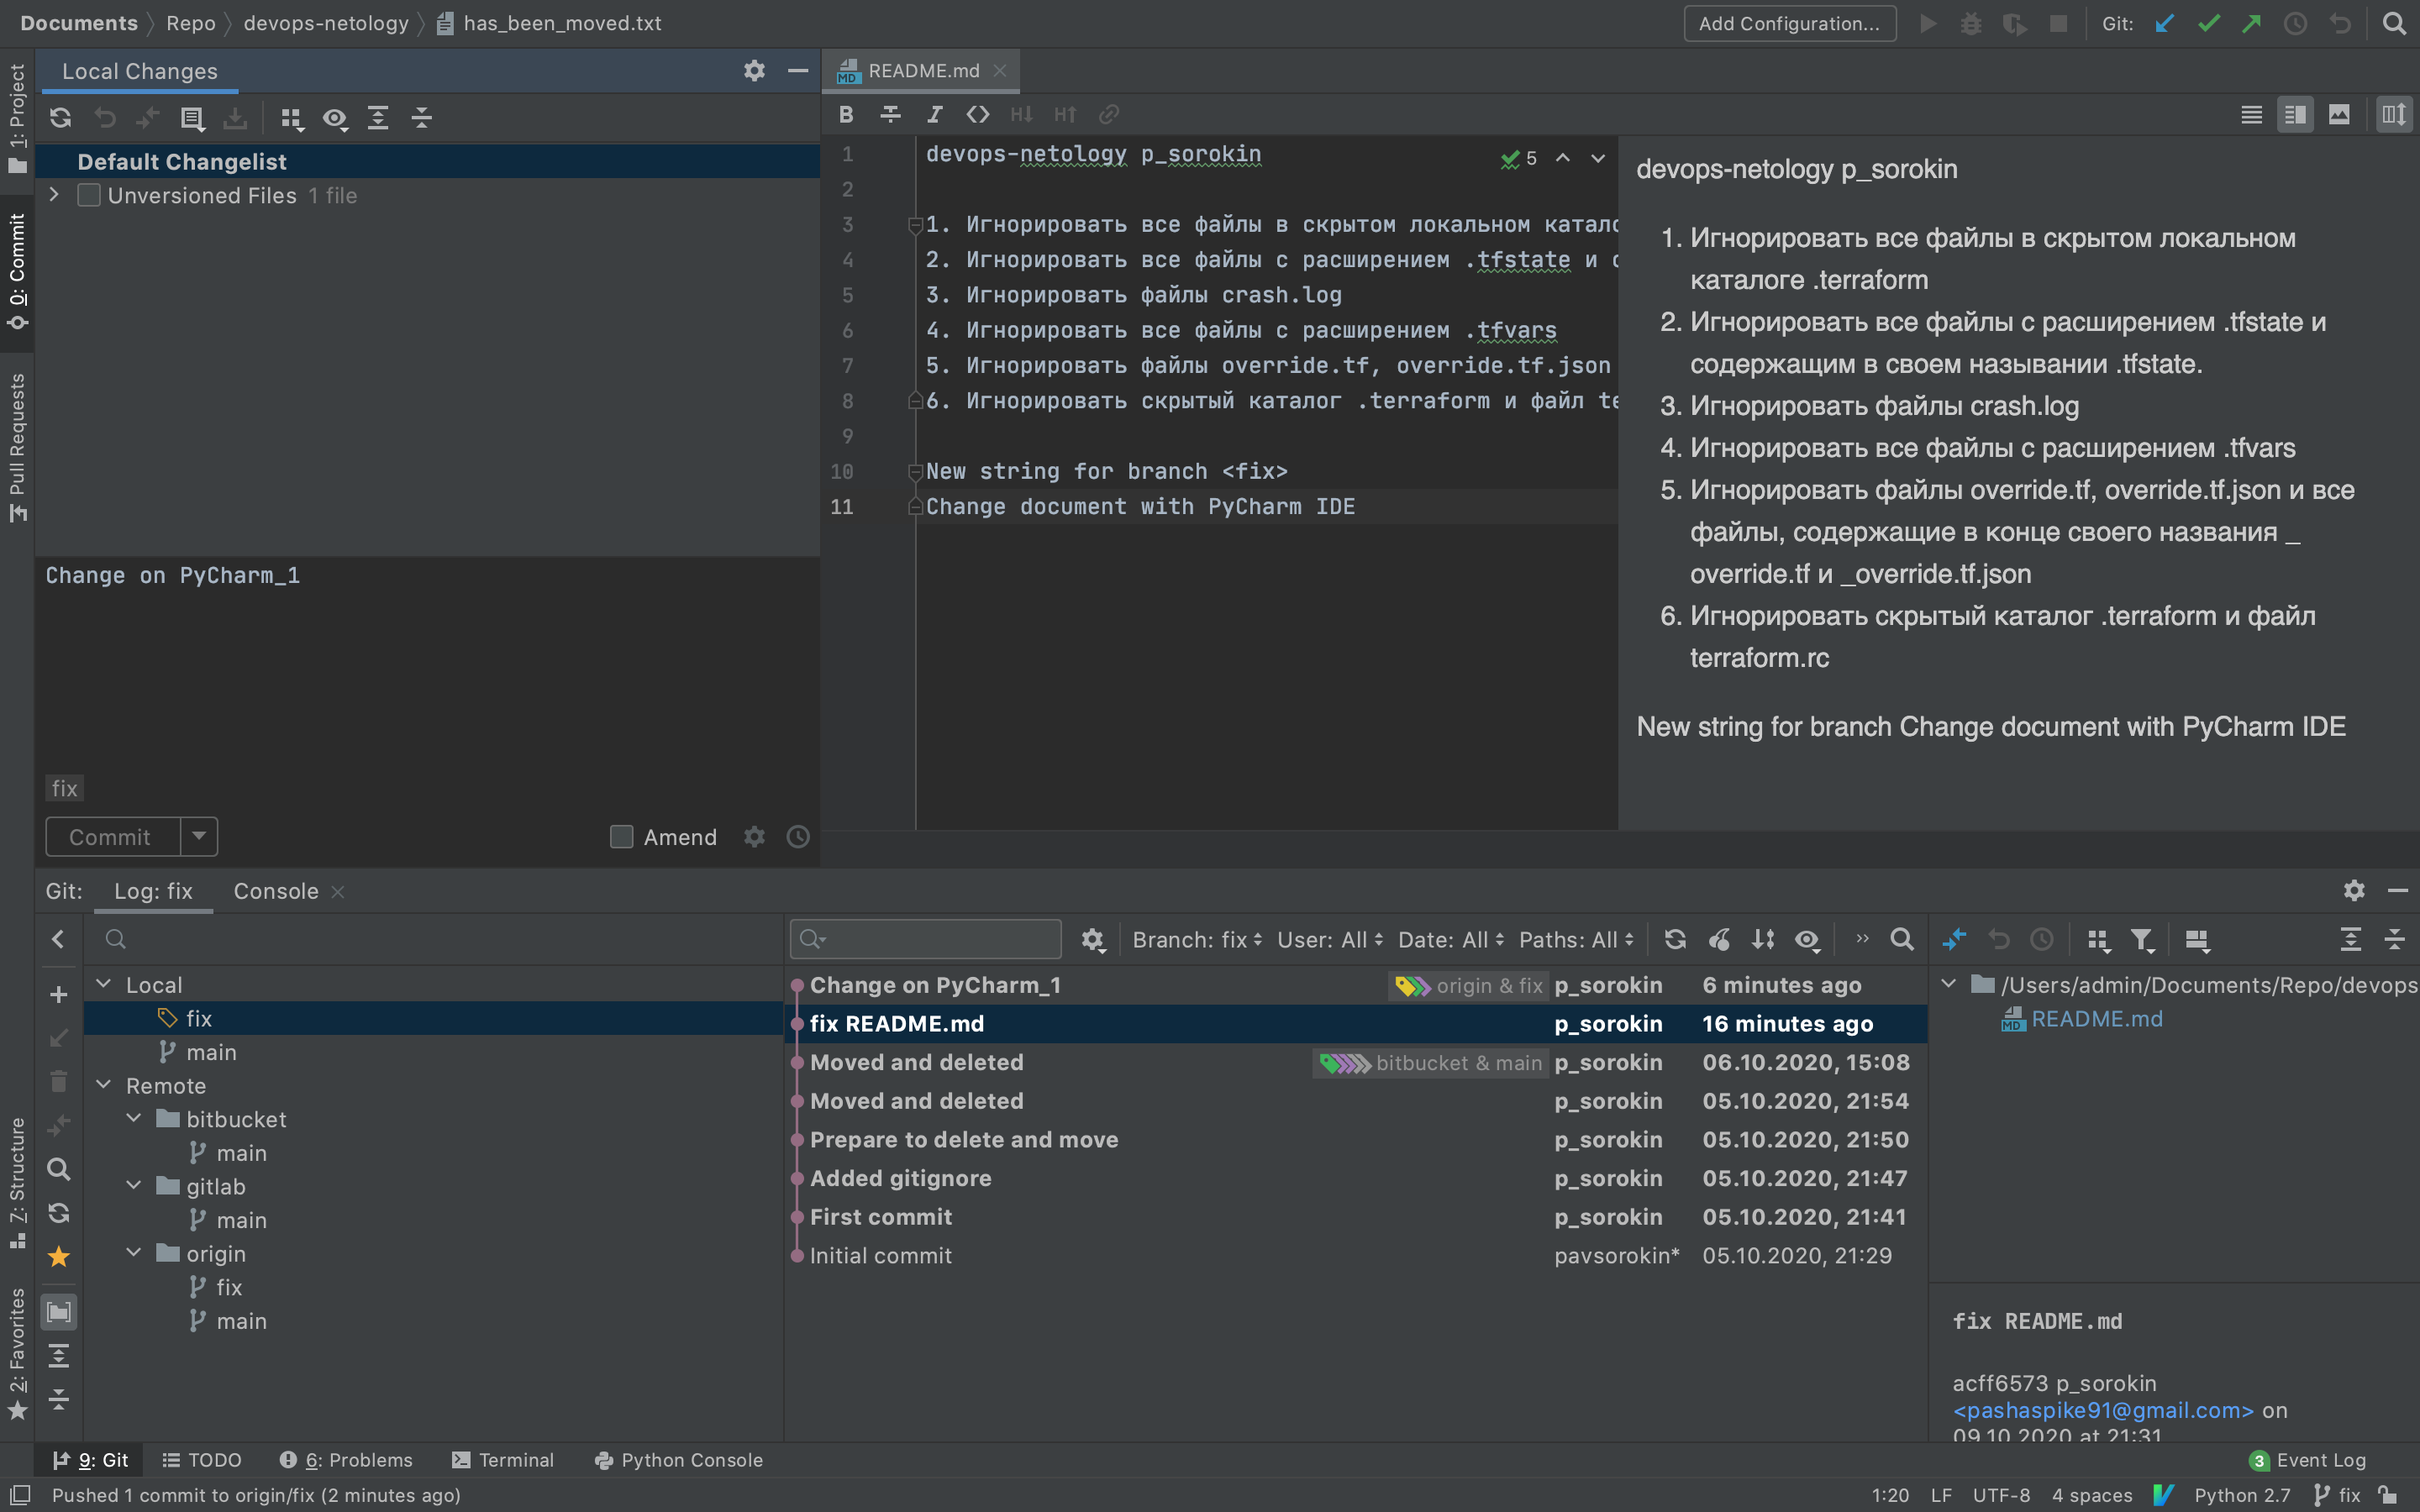 Documents Repo devops-netology has_been_moved.txt
Add Configuration... Git:
1: Project
0: Commit
Pull Requests
7: Structure
2: Favorites
Local Changes
Default Changelist
Unversioned Files 1 file
Change on PyCharm_1
fix
Commit Amend
README.md
5
1 devops-netology p_sorokin
2
3 1. Игнорировать все файлы в скрытом локальном
4 2. Игнорировать все файлы с расширением .tfstate и
5 3. Игнорировать файлы crash.log
6 4. Игнорировать все файлы с расширением .tfvars
7 5. Игнорировать файлы override.tf, override.tf.json
8 6. Игнорировать скрытый каталог .terraform и файл
9
10 New string for branch <fix>
11 Change document with PyCharm IDE
devops-netology p_sorokin
1. Игнорировать все файлы в скрытом локальном
каталоге .terraform
2. Игнорировать все файлы с расширением .tfstate и
содержащим в своем назывании .tfstate.
3. Игнорировать файлы crash.log
4. Игнорировать все файлы с расширением .tfvars
5. Игнорировать файлы override.tf, override.tf.json и все
файлы, содержащие в конце своего названия _
override.tf и _override.tf.json
6. Игнорировать скрытый каталог .terraform и файл
terraform.rc
New string for branch Change document with PyCharm IDE
Git: Log: fix Console
Local
fix
main
Remote
bitbucket
main
gitlab
main
origin
fix
main
Branch: fix User: All Date: All Paths: All
Change on PyCharm_1 origin & fix p_sorokin 6 minutes ago
fix README.md p_sorokin 16 minutes ago
Moved and deleted bitbucket & main p_sorokin 06.10.2020, 15:08
Moved and deleted p_sorokin 05.10.2020, 21:54
Prepare to delete and move p_sorokin 05.10.2020, 21:50
Added gitignore p_sorokin 05.10.2020, 21:47
First commit p_sorokin 05.10.2020, 21:41
Initial commit pavsorokin* 05.10.2020, 21:29
/Users/admin/Documents/Repo/devops
README.md
fix README.md
acff6573 p_sorokin
<pashaspike91@gmail.com> on
09.10.2020 at 21:31
9: Git TODO 6: Problems Terminal Python Console 3 Event Log
Pushed 1 commit to origin/fix (2 minutes ago) 1:20 LF UTF-8 4 spaces Python 2.7 fix